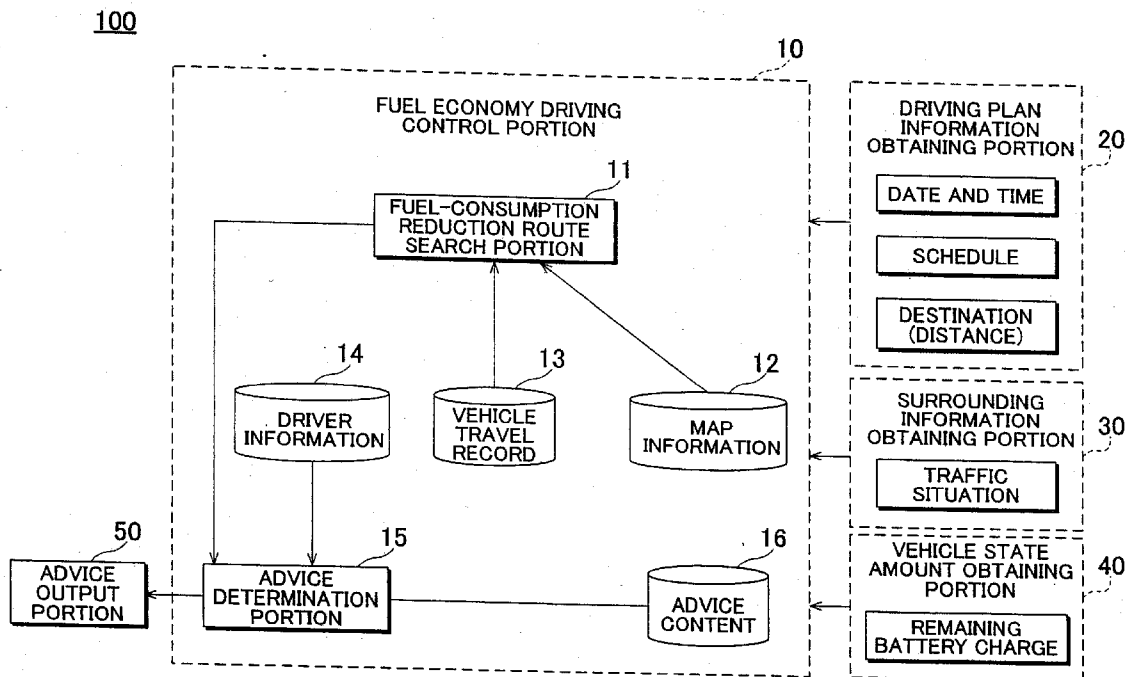 100
10
FUEL ECONOMY DRIVING
CONTROL PORTION
11
FUEL-CONSUMPTION
REDUCTION ROUTE
SEARCH PORTION
14
DRIVER
INFORMATION
13
VEHICLE
TRAVEL
RECORD
12
MAP
INFORMATION
50
ADVICE
OUTPUT
PORTION
15
ADVICE
DETERMINATION
PORTION
16
ADVICE
CONTENT
DRIVING PLAN
INFORMATION
OBTAINING PORTION
20
DATE AND TIME
SCHEDULE
DESTINATION
(DISTANCE)
SURROUNDING
INFORMATION
OBTAINING PORTION
30
TRAFFIC
SITUATION
VEHICLE STATE
AMOUNT OBTAINING
PORTION
40
REMAINING
BATTERY CHARGE